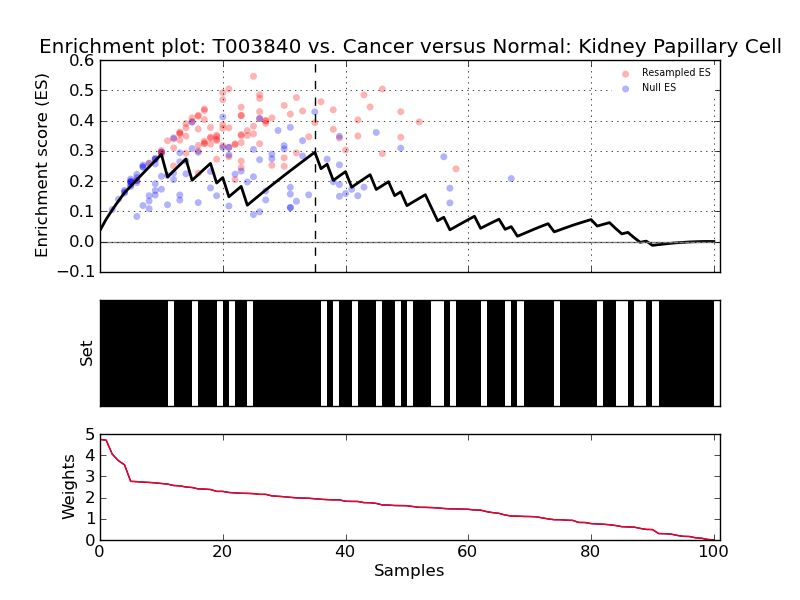 Enrichment plot: T003840 vs. Cancer versus Normal: Kidney Papillary Cell
Enrichment score (ES)
0.6
0.5
0.4
0.3
0.2
0.1
0.0
−0.1
Resampled ES
Null ES
Set
Weights
5
4
3
2
1
0
0 20 40 60 80 100
Samples